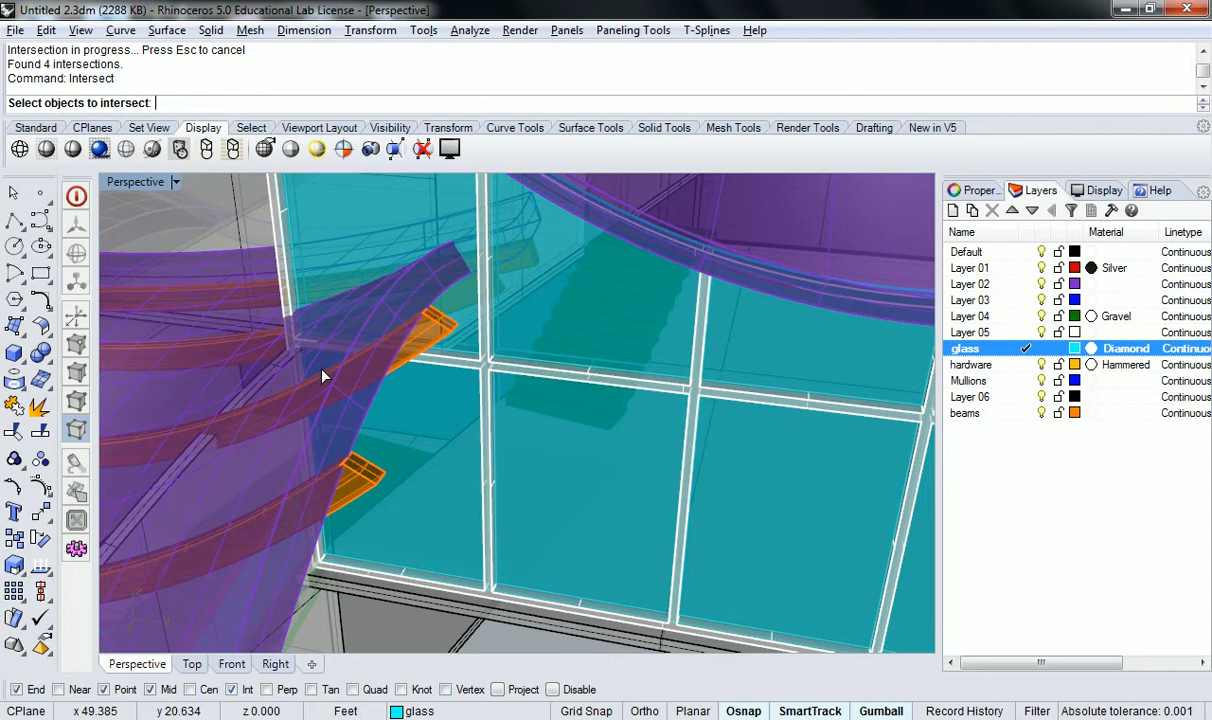 Untitled 2.3dm (2288 KB) - Rhinoceros 5.0 Educational Lab License - [Perspective]
File Edit View Curve Surface Solid Mesh Dimension Transform Tools Analyze Render Panels Paneling Tools T-Splines Help
Intersection in progress... Press Esc to cancel
Found 4 intersections.
Command: Intersect
Select objects to intersect:
Standard CPlanes Set View Display Select Viewport Layout Visibility Transform Curve Tools Surface Tools Solid Tools Mesh Tools Render Tools Drafting New in V5
Perspective
Proper... Layers Display Help
Name Material Linetype
Default Continuous
Layer 01 Silver Continuous
Layer 02 Continuous
Layer 03 Continuous
Layer 04 Gravel Continuous
Layer 05 Continuous
glass Diamond Continuo
hardware Hammered Continuous
Mullions Continuous
Layer 06 Continuous
beams Continuous
Perspective Top Front Right
End Near Point Mid Cen Int Perp Tan Quad Knot Vertex Project Disable
CPlane x 49.385 y 20.634 z 0.000 Feet glass Grid Snap Ortho Planar Osnap SmartTrack Gumball Record History Filter Absolute tolerance: 0.001